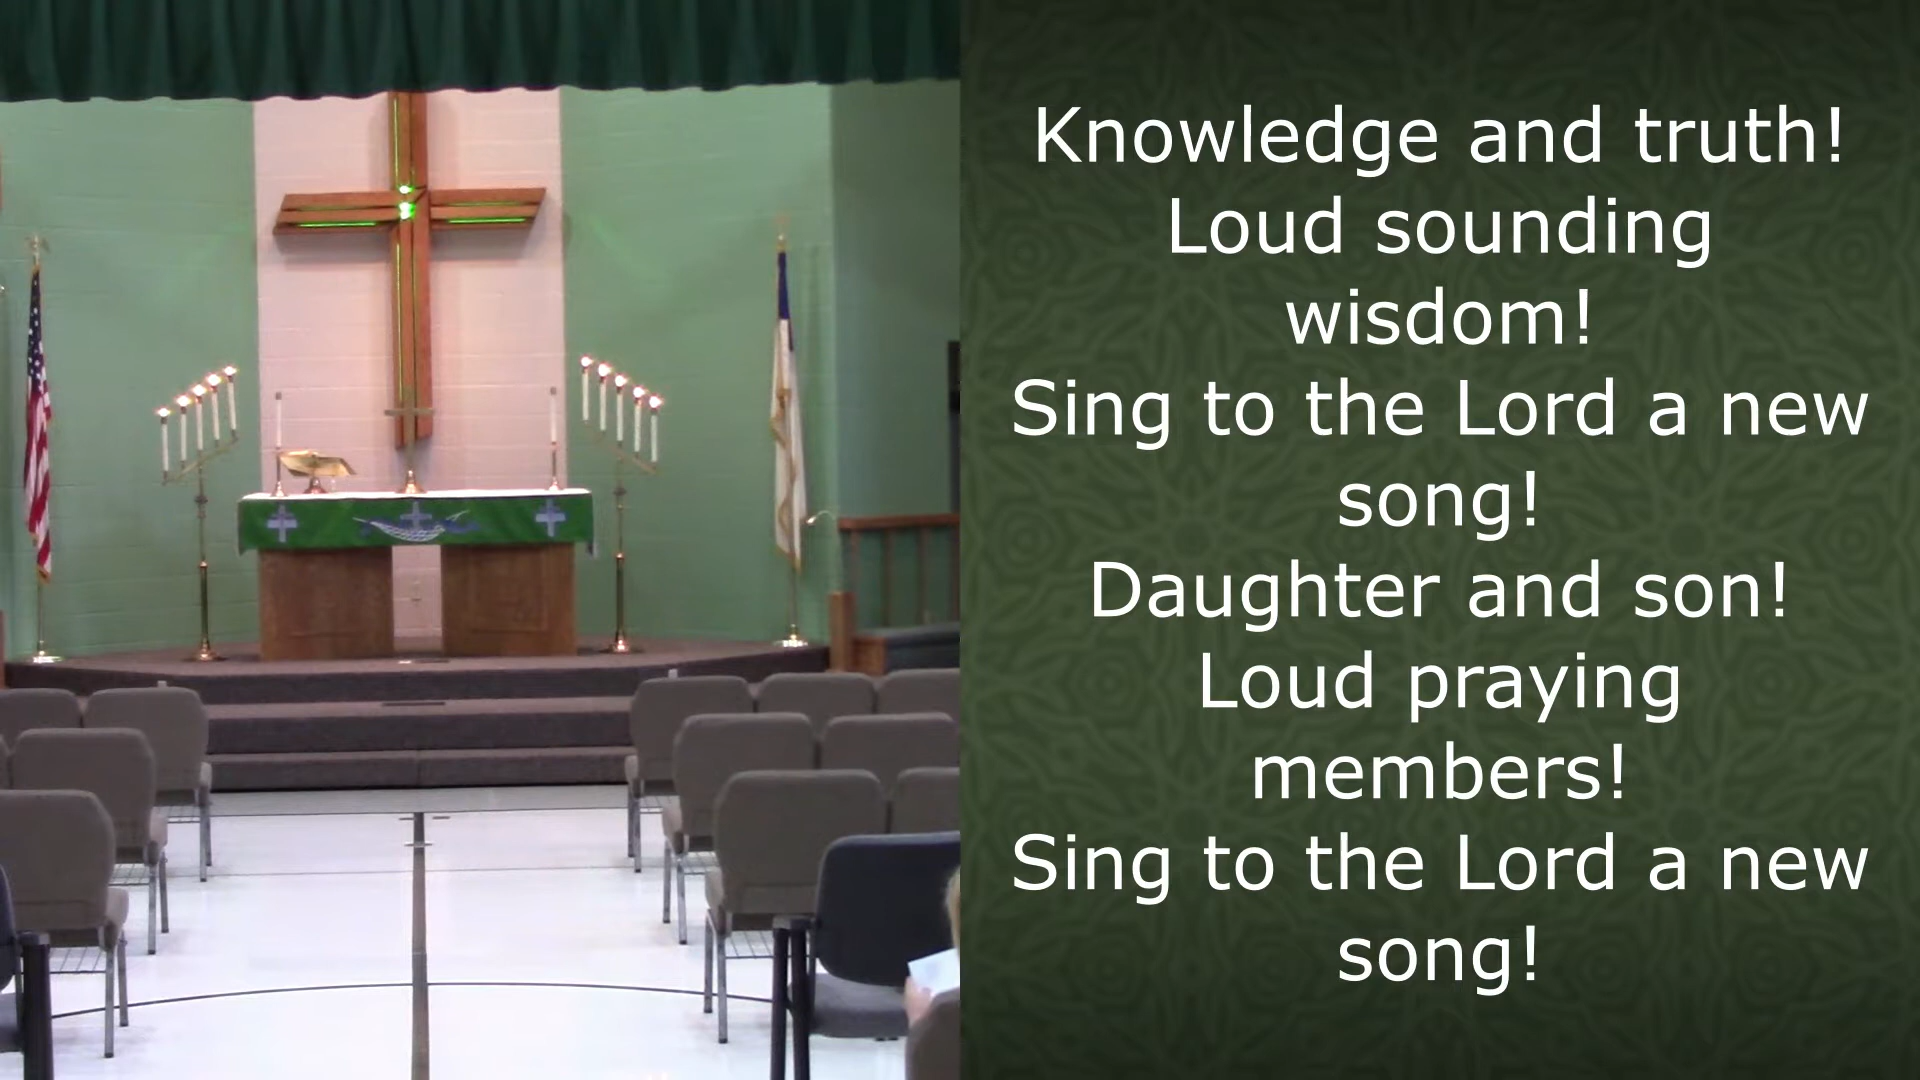 Knowledge and truth!
Loud sounding
wisdom!
Sing to the Lord a new
song!
Daughter and son!
Loud praying
members!
Sing to the Lord a new
song!